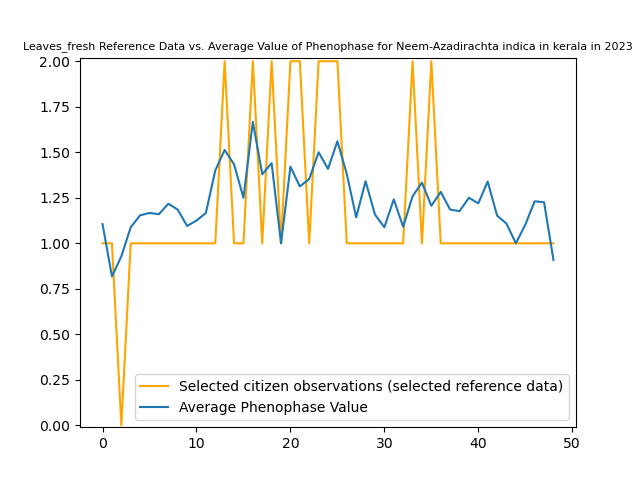 Leaves_fresh Reference Data vs. Average Value of Phenophase for Neem-Azadirachta indica in kerala in 2023
2.00
1.75
1.50
1.25
1.00
0.75
0.50
0.25
0.00
Selected citizen observations (selected reference data)
Average Phenophase Value
0 10 20 30 40 50